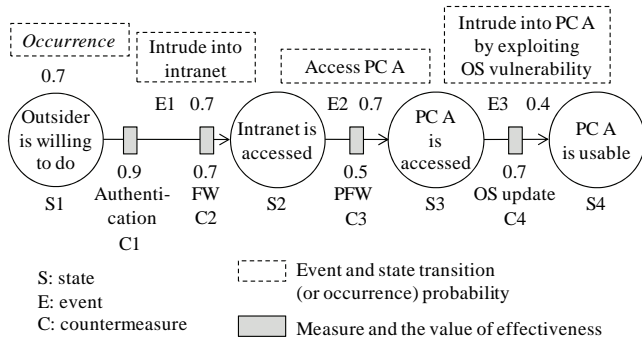 Occurrence
0.7
Intrude into
intranet
Access PC A
Intrude into PC A
by exploiting
OS vulnerability
E1 0.7
E2 0.7
E3 0.4
Outsider
is willing
to do
Intranet is
accessed
PC A
is
accessed
PC A
is usable
S1
0.9
Authenti-
cation
C1
0.7
FW
C2
S2
0.5
PFW
C3
S3
0.7
OS update
C4
S4
S: state
E: event
C: countermeasure
Event and state transition
(or occurrence) probability
Measure and the value of effectiveness